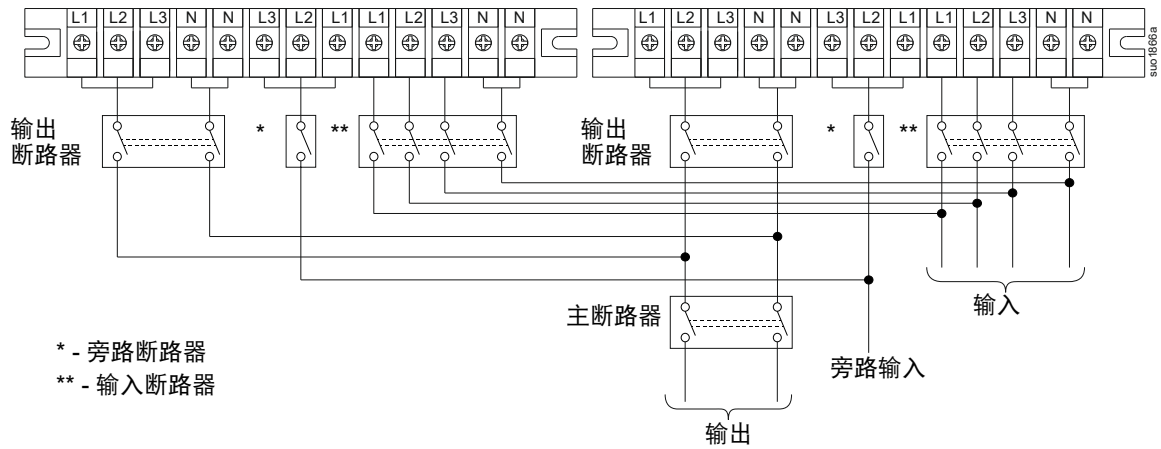 L1 L2 L3 N N L3 L2 L1 L1 L2 L3 N N
L1 L2 L3 N N L3 L2 L1 L1 L2 L3 N N
suo1866a
输出
断路器
*
**
输出
断路器
*
**
输入
主断路器
* - 旁路断路器
旁路输入
** - 输入断路器
输出